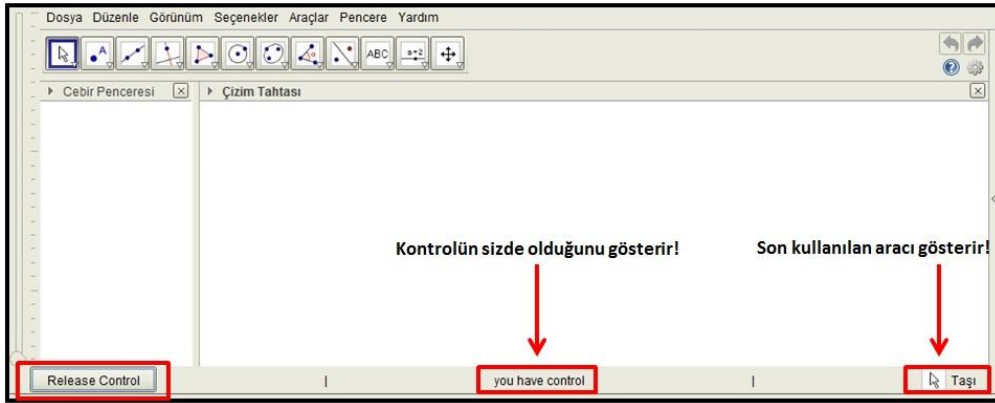 Dosya Düzenle Görünüm Seçenekler Araçlar Pencere Yardım
A ABC a=2
Cebir Penceresi Çizim Tahtası
Kontrolün sizde olduğunu gösterir! Son kullanılan aracı gösterir!
Release Control | you have control | Taşı